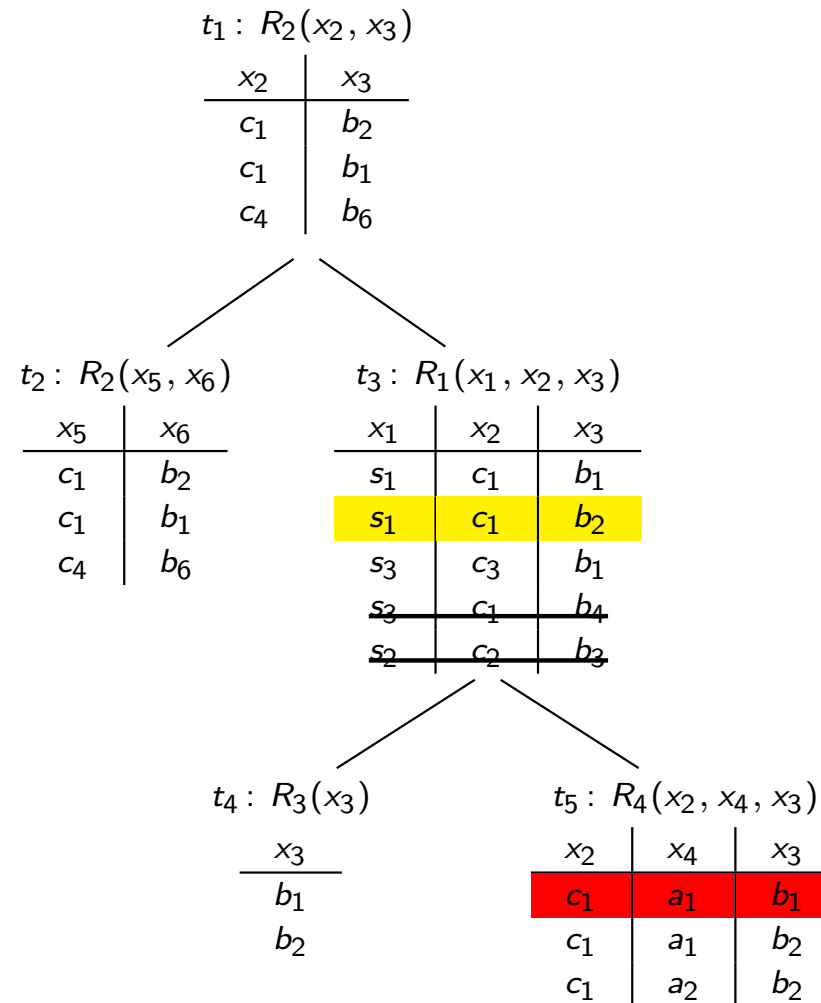 t₁ : R₂(x₂, x₃)
x₂ x₃
c₁ b₂
c₁ b₁
c₄ b₆
t₂ : R₂(x₅, x₆) t₃ : R₁(x₁, x₂, x₃)
x₅ x₆ x₁ x₂ x₃
c₁ b₂ s₁ c₁ b₁
c₁ b₁ s₁ c₁ b₂
c₄ b₆ s₃ c₃ b₁
s₃ c₁ b₄
s₂ c₂ b₃
t₄ : R₃(x₃) t₅ : R₄(x₂, x₄, x₃)
x₃ x₂ x₄ x₃
b₁ c₁ a₁ b₁
b₂ c₁ a₁ b₂
c₁ a₂ b₂